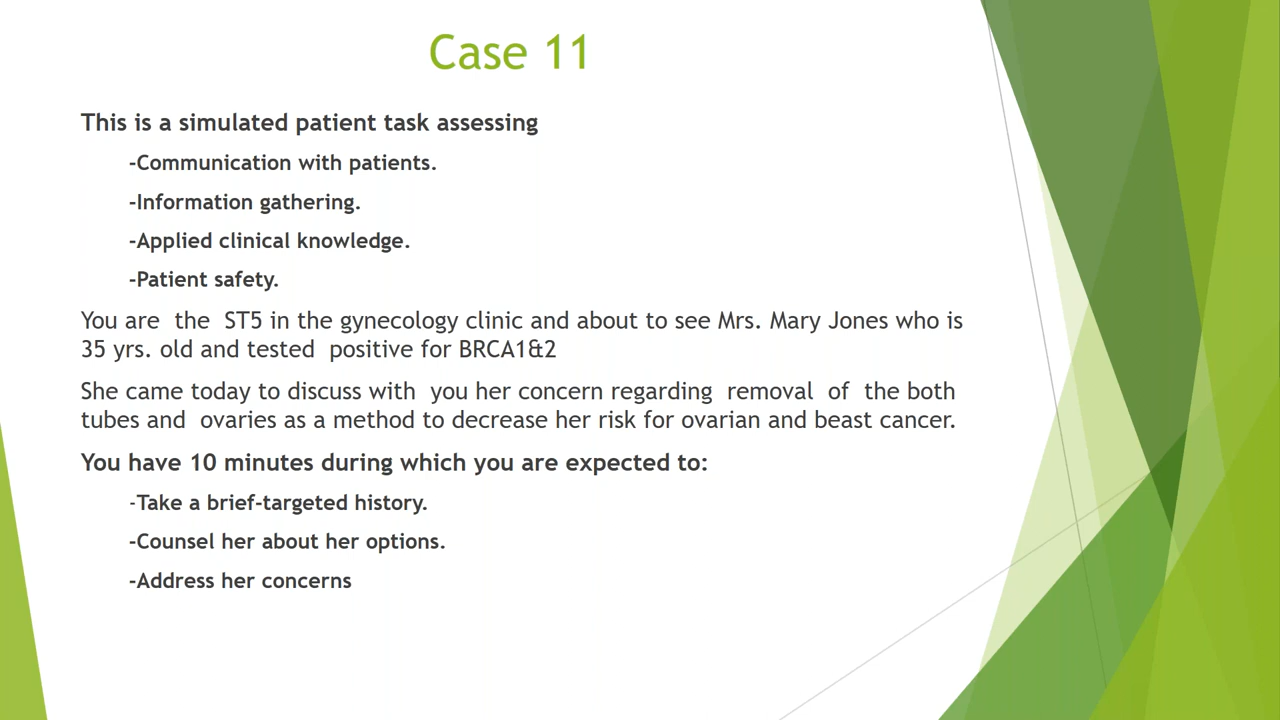 Case 11
This is a simulated patient task assessing
-Communication with patients.
-Information gathering.
-Applied clinical knowledge.
-Patient safety.
You are the ST5 in the gynecology clinic and about to see Mrs. Mary Jones who is
35 yrs. old and tested positive for BRCA1&2
She came today to discuss with you her concern regarding removal of the both
tubes and ovaries as a method to decrease her risk for ovarian and beast cancer.
You have 10 minutes during which you are expected to:
-Take a brief-targeted history.
-Counsel her about her options.
-Address her concerns